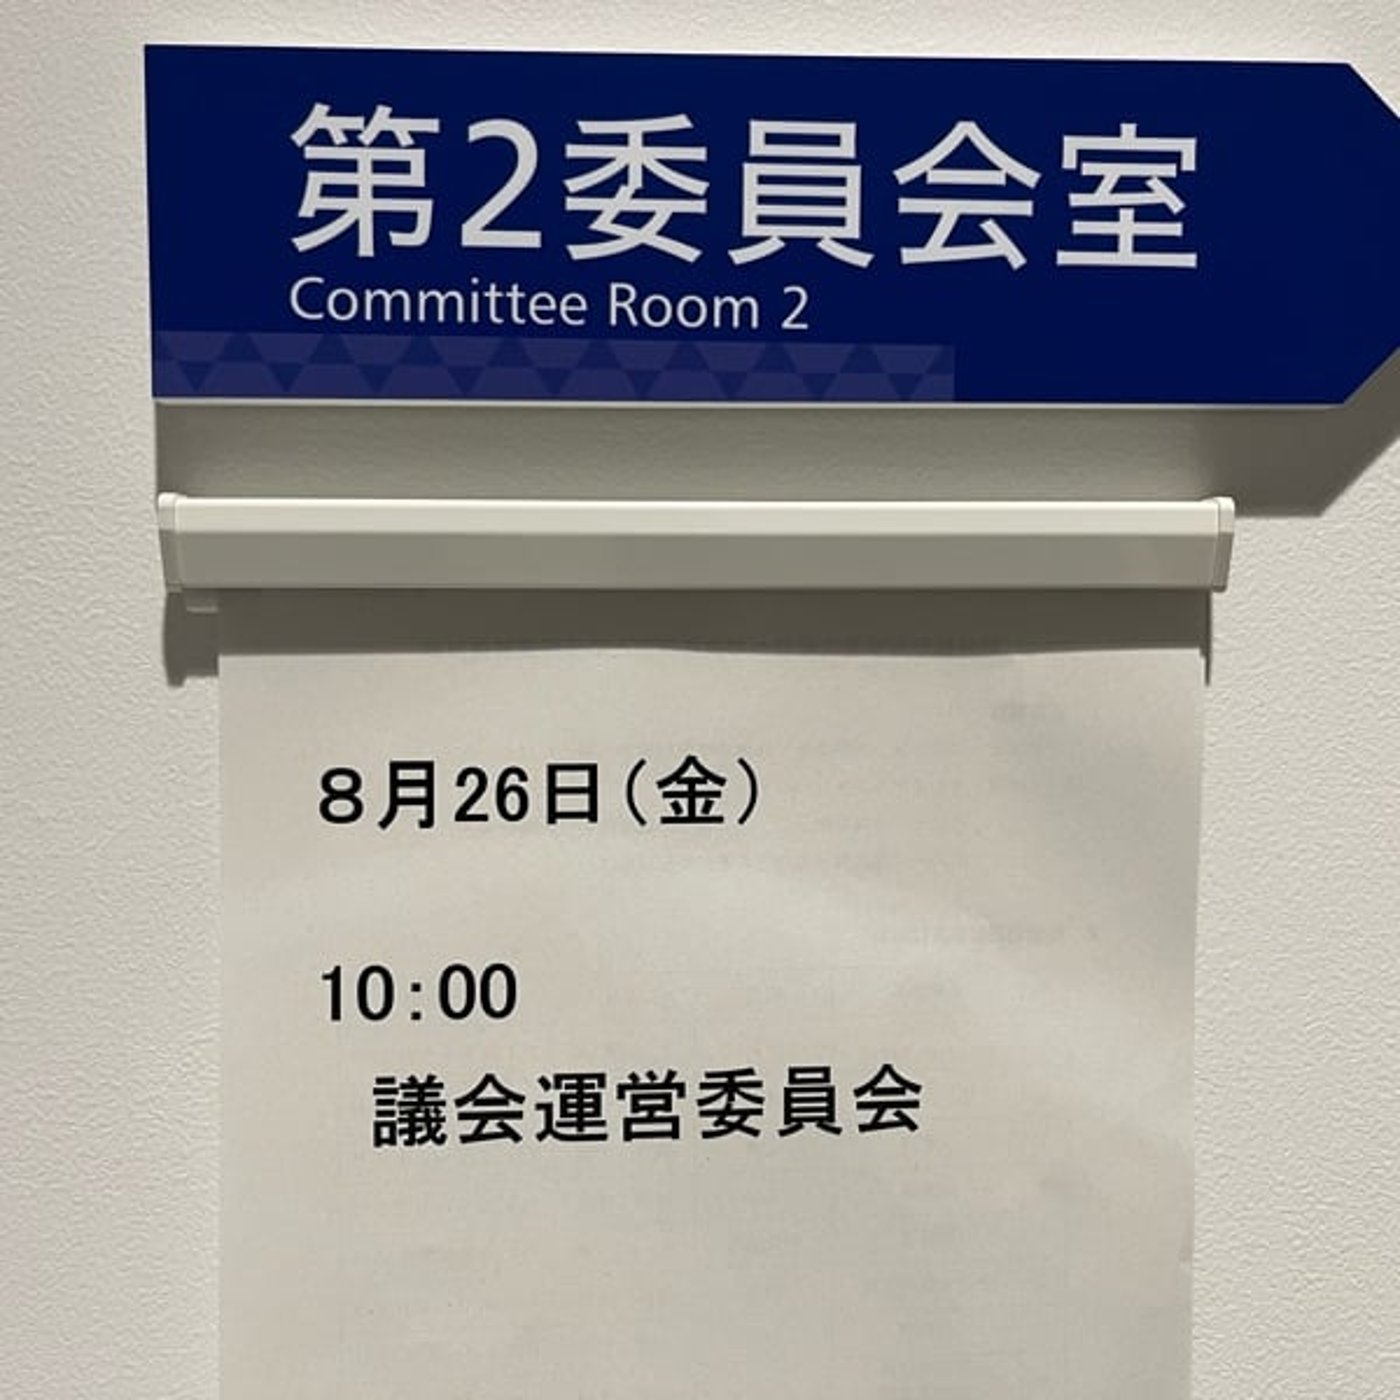 第2委員会室
Committee Room 2
８月26日（金）
10：00
議会運営委員会